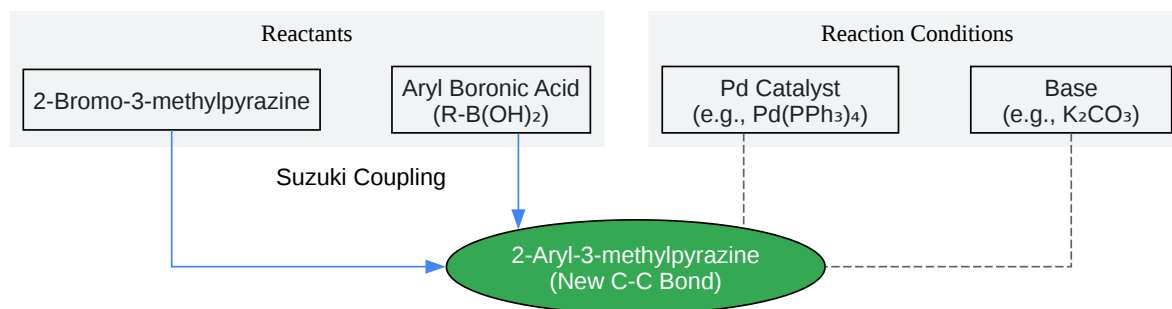 Reactants
Reaction Conditions
2-Bromo-3-methylpyrazine
Aryl Boronic Acid
(R-B(OH)₂)
Pd Catalyst
(e.g., Pd(PPh₃)₄)
Base
(e.g., K₂CO₃)
Suzuki Coupling
2-Aryl-3-methylpyrazine
(New C-C Bond)